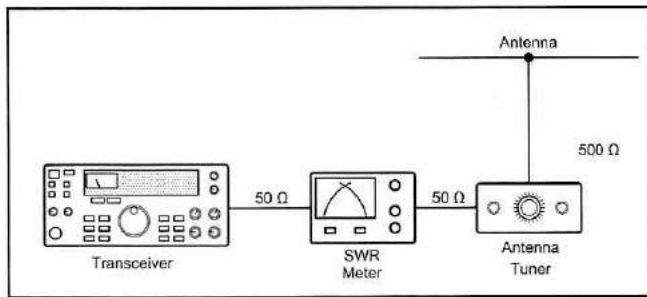 Antenna
500 Ω
50 Ω
50 Ω
Transceiver
SWR
Meter
Antenna
Tuner